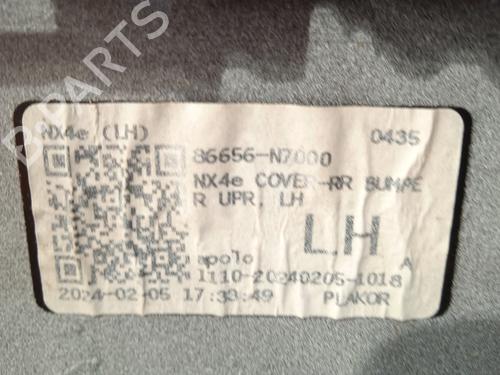 B-PARTS
NX4e (LH)
86656-N7000
0435
NX4e COVER-RR BUMPE
R UPR, LH
LH
apolo
A
1110-20240205-1018
2024-02-05 17:33:49
PLAKOR